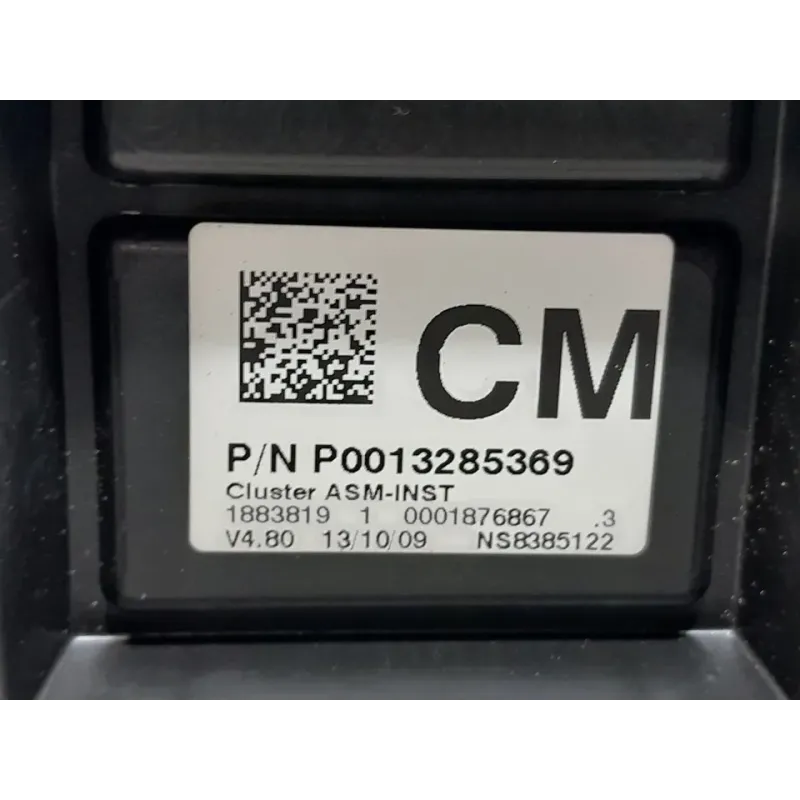 CM
P/N P0013285369
Cluster ASM-INST
1883819 1 0001876867 .3
V4.80 13/10/09 NS8385122